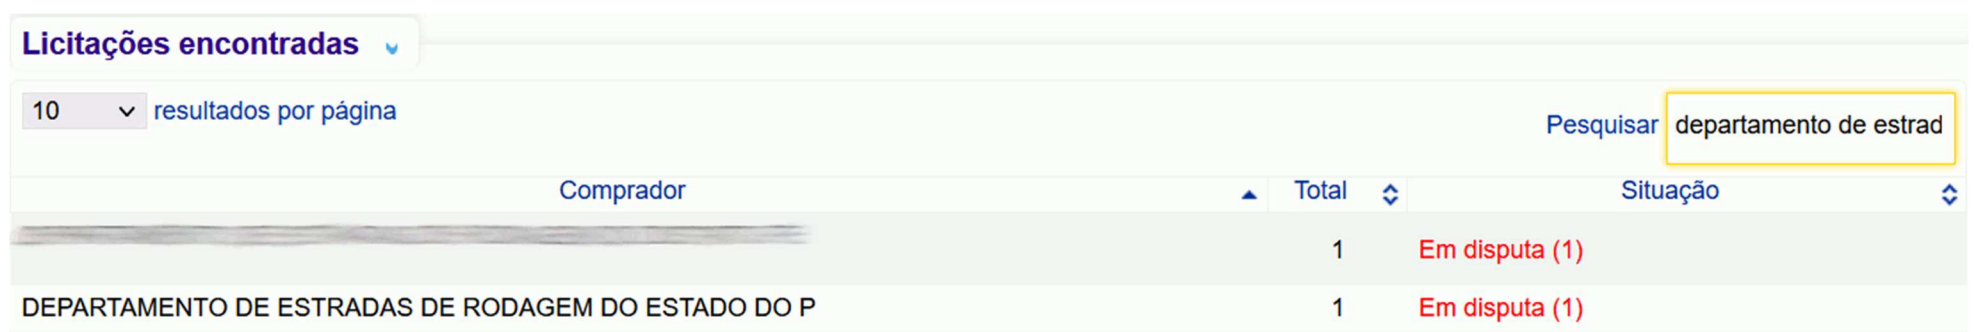 Licitações encontradas
10 resultados por página
Pesquisar departamento de estrad
Comprador Total Situação
1 Em disputa (1)
DEPARTAMENTO DE ESTRADAS DE RODAGEM DO ESTADO DO P 1 Em disputa (1)